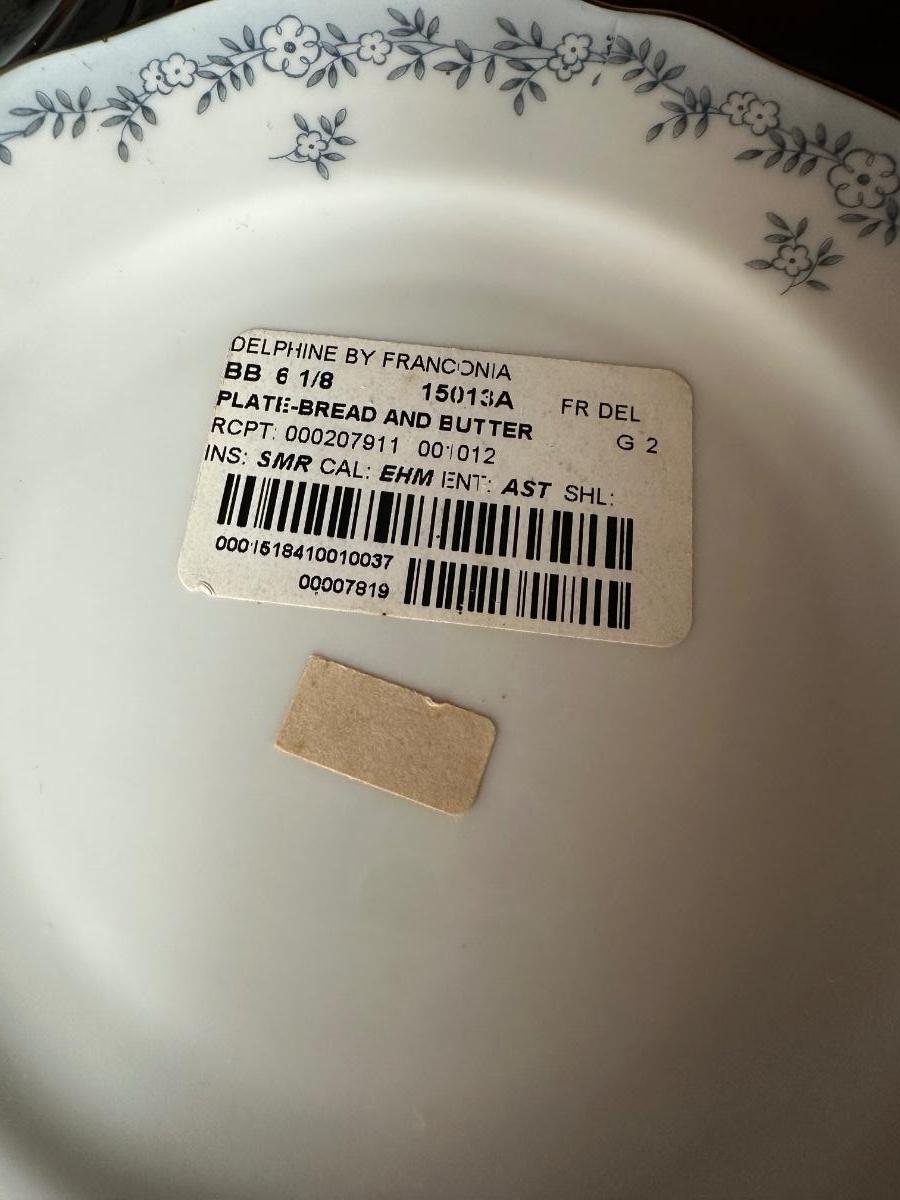 DELPHINE BY FRANCONIA
BB 6 1/8 15013A FR DEL
PLATE-BREAD AND BUTTER G 2
RCPT: 000207911 001012
INS: SMR CAL: EHM ENT: AST SHL:
0001518410010037
00007819